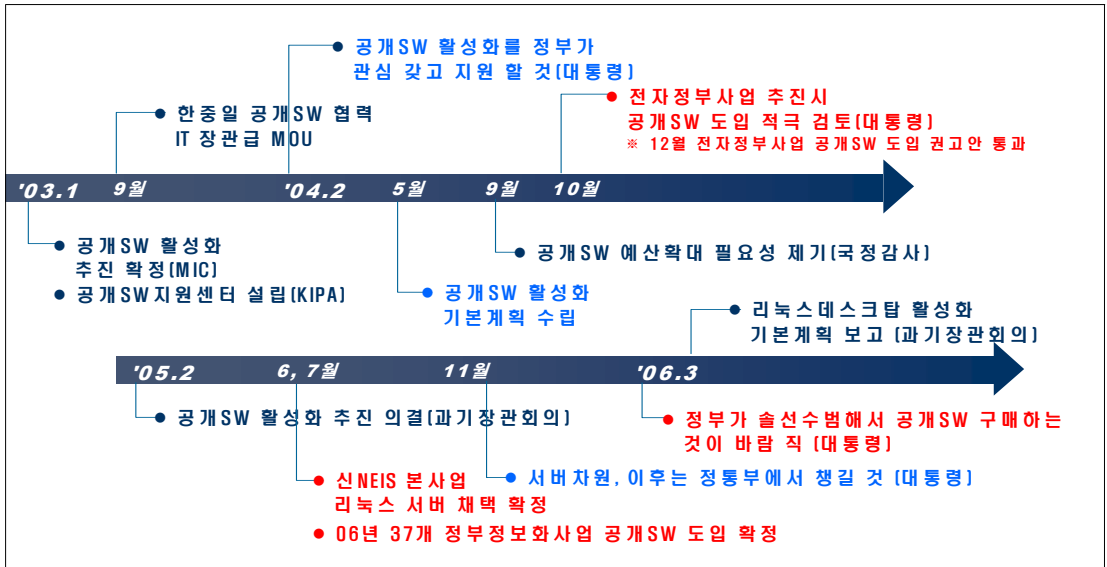 공개SW 활성화를 정부가
관심 갖고 지원 할 것(대통령)
한중일 공개SW 협력
IT 장관급 MOU
전자정부사업 추진시
공개SW 도입 적극 검토(대통령)
※ 12월 전자정부사업 공개SW 도입 권고안 통과
'03.1 9월 '04.2 5월 9월 10월
공개SW 활성화
추진 확정(MIC)
공개SW지원센터 설립(KIPA)
공개SW 예산확대 필요성 제기(국정감사)
공개SW 활성화
기본계획 수립
리눅스데스크탑 활성화
기본계획 보고 (과기장관회의)
'05.2 6, 7월 11월 '06.3
공개SW 활성화 추진 의결(과기장관회의)
정부가 솔선수범해서 공개SW 구매하는
것이 바람 직 (대통령)
신NEIS 본사업
리눅스 서버 채택 확정
서버차원, 이후는 정통부에서 챙길 것 (대통령)
06년 37개 정부정보화사업 공개SW 도입 확정